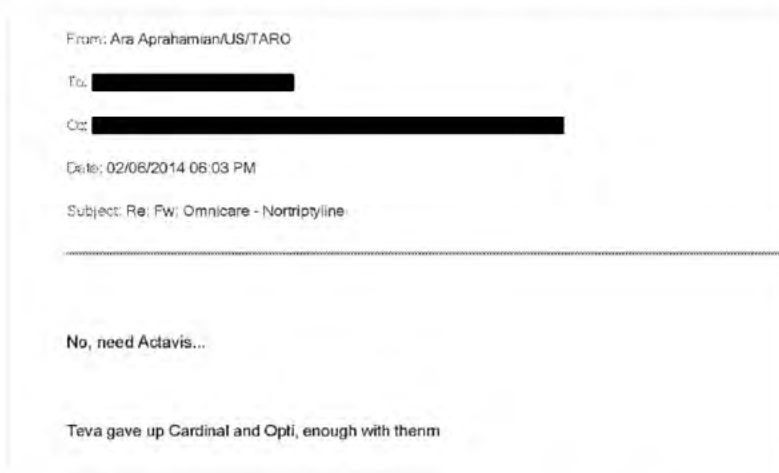 From: Ara Aprahamian/US/TARO
To:
Cc:
Date: 02/06/2014 06:03 PM
Subject: Re: Fw: Omnicare - Nortriptyline
No, need Actavis...
Teva gave up Cardinal and Opti, enough with thenm